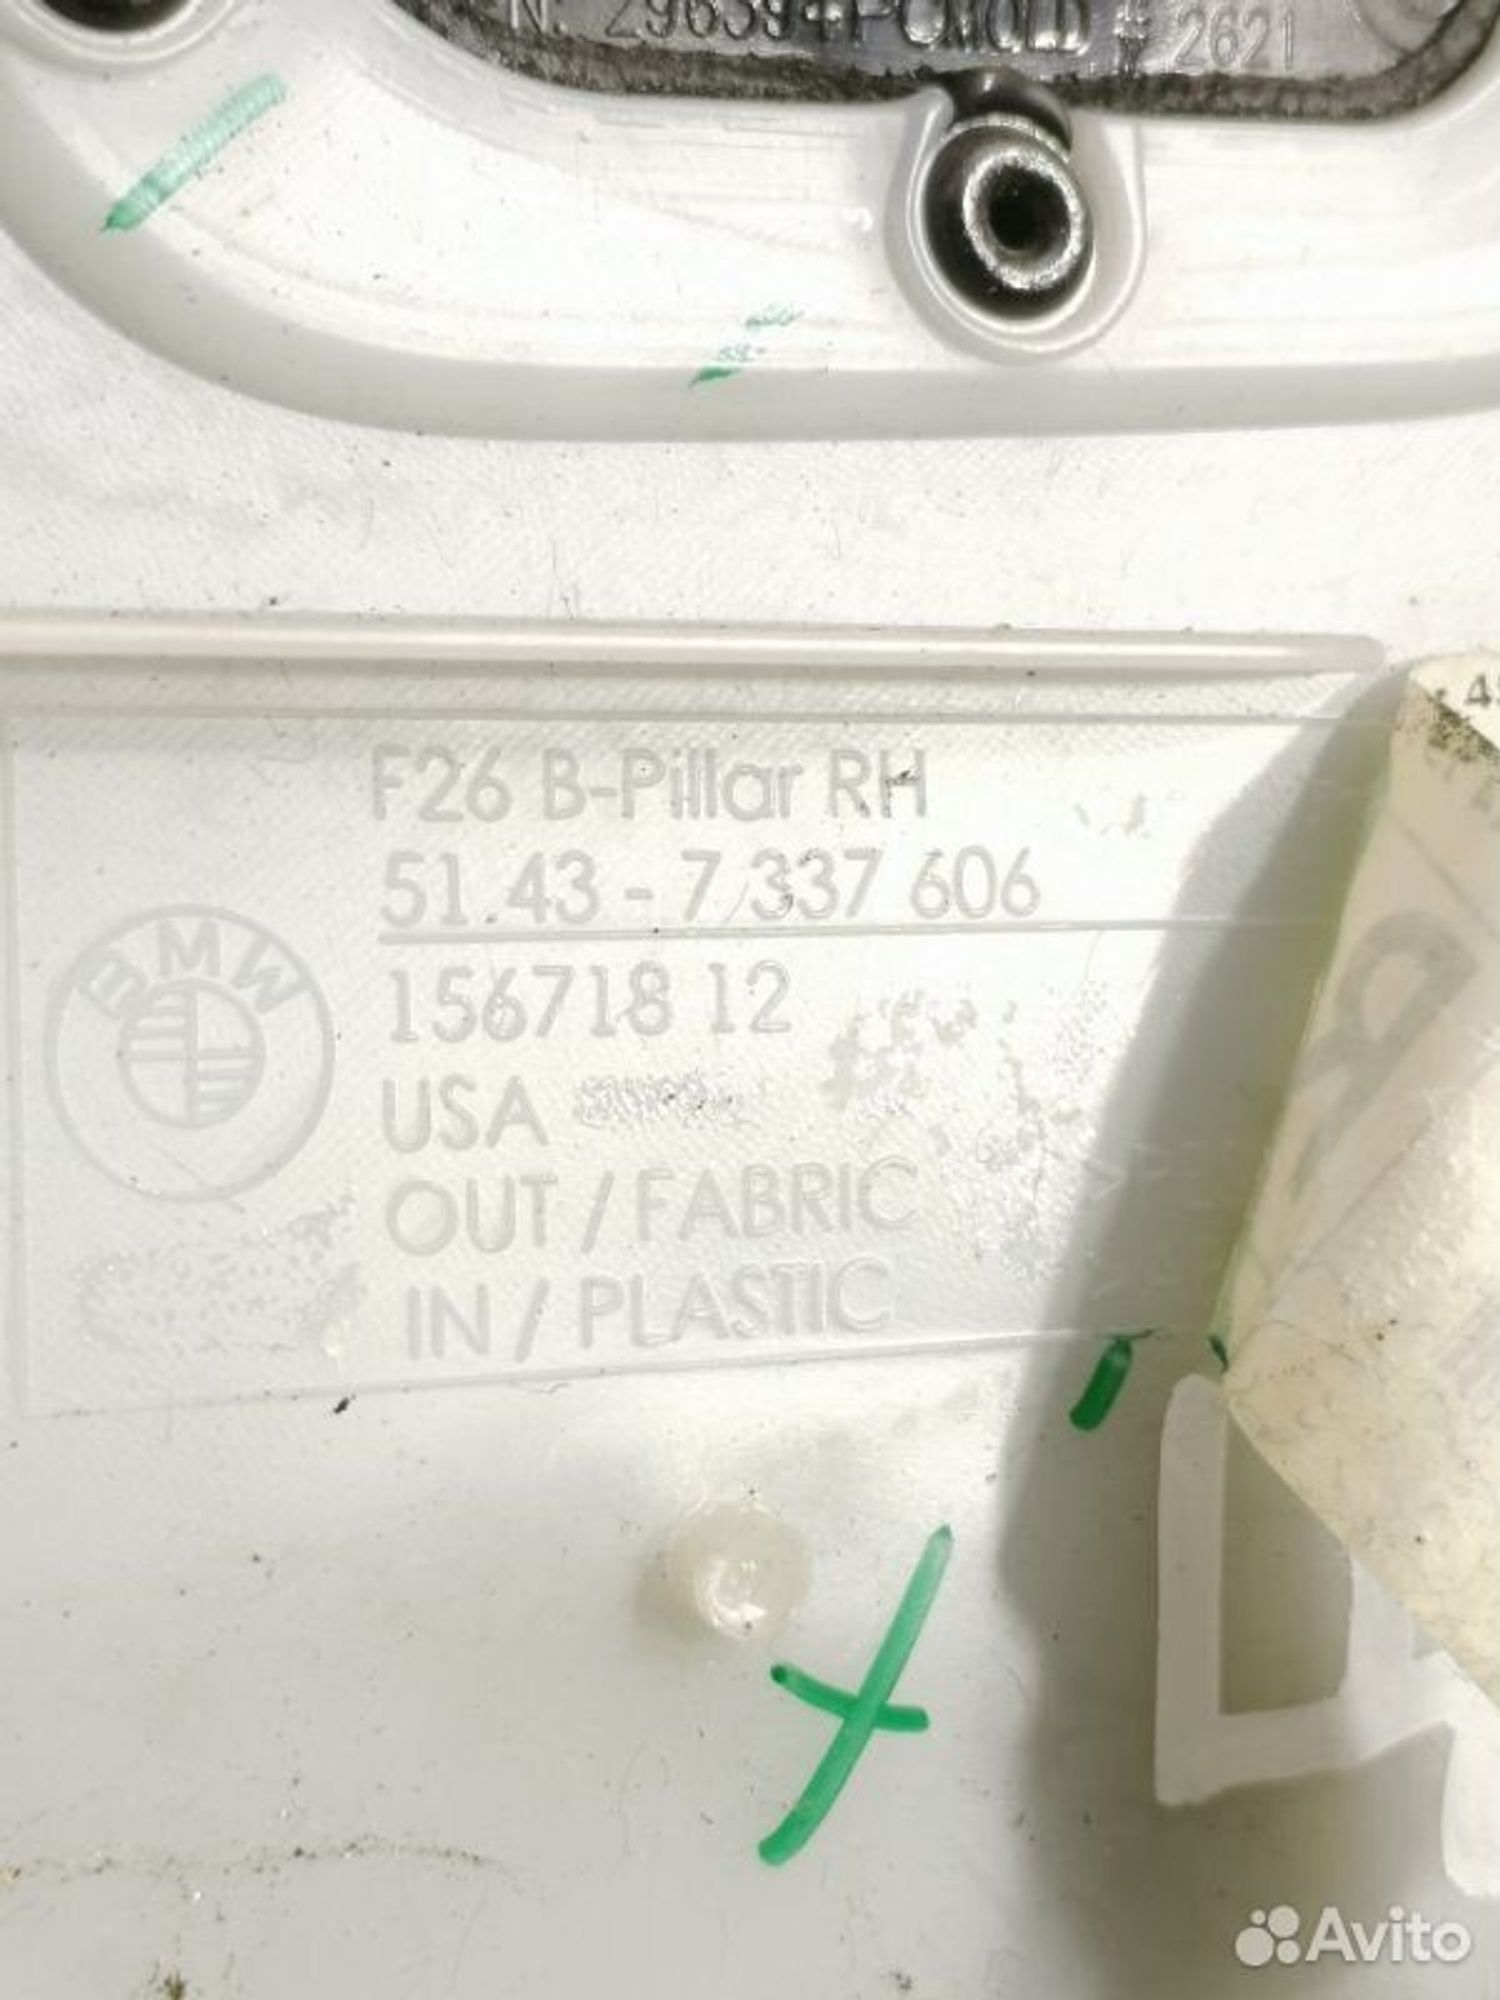 2621
F26 B-Pillar RH
51.43 - 7 337 606
156718 12
BMW
USA
OUT / FABRIC
IN / PLASTIC
Avito